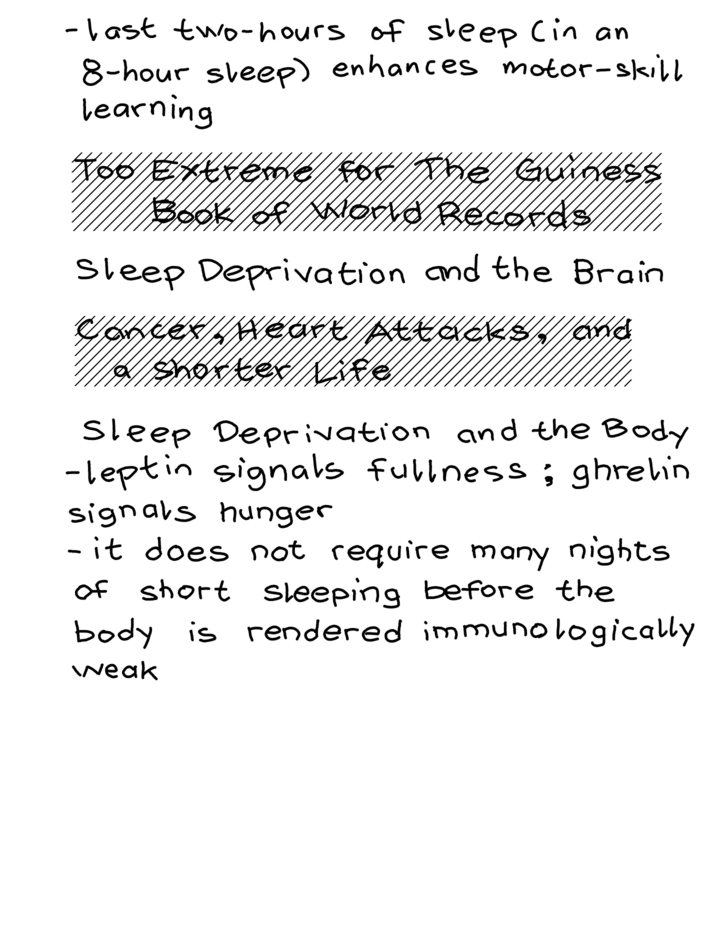 -last two-hours of sleep (in an
8-hour sleep) enhances motor-skill
learning
Too Extreme for The Guiness
Book of World Records
Sleep Deprivation and the Brain
Cancer, Heart Attacks, and
a Shorter Life
Sleep Deprivation and the Body
-leptin signals fullness; ghrelin
signals hunger
-it does not require many nights
of short sleeping before the
body is rendered immunologically
weak